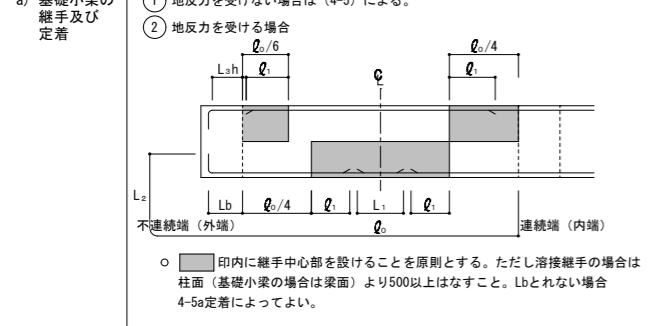 a) 基礎小梁の
継手及び
定着
① 地反力を受けない場合は (4-5) による。
② 地反力を受ける場合
ℓ₀/6
ℓ₀/4
L₃h
ℓ₁
ℓ₁
℄
L₂
Lb
ℓ₀/4
ℓ₁
L₁
ℓ₁
不連続端 (外端)
ℓ₀
連続端 (内端)
○ 印内に継手中心部を設けることを原則とする。ただし溶接継手の場合は
柱面 (基礎小梁の場合は梁面) より500以上はなすこと。Lbとれない場合
4-5a定着によってよい。